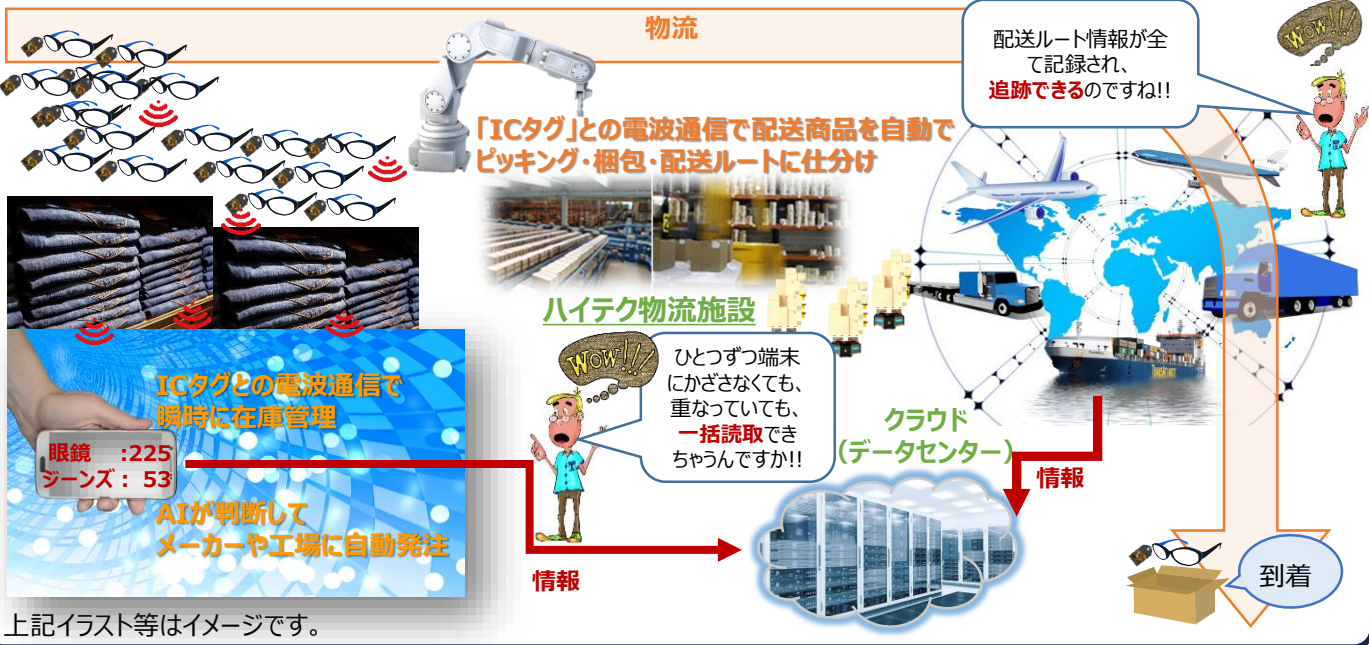 物流
配送ルート情報が全
て記録され、
追跡できるのですね!!
WOW!!!
「ICタグ」との電波通信で配送商品を自動で
ピッキング・梱包・配送ルートに仕分け
ハイテク物流施設
WOW!!!
ひとつずつ端末
にかざさなくても、
重なっていても、
一括読取でき
ちゃうんですか!!
ICタグとの電波通信で
瞬時に在庫管理
眼鏡 :225
ジーンズ: 53
AIが判断して
メーカーや工場に自動発注
クラウド
(データセンター)
情報
情報
到着
上記イラスト等はイメージです。